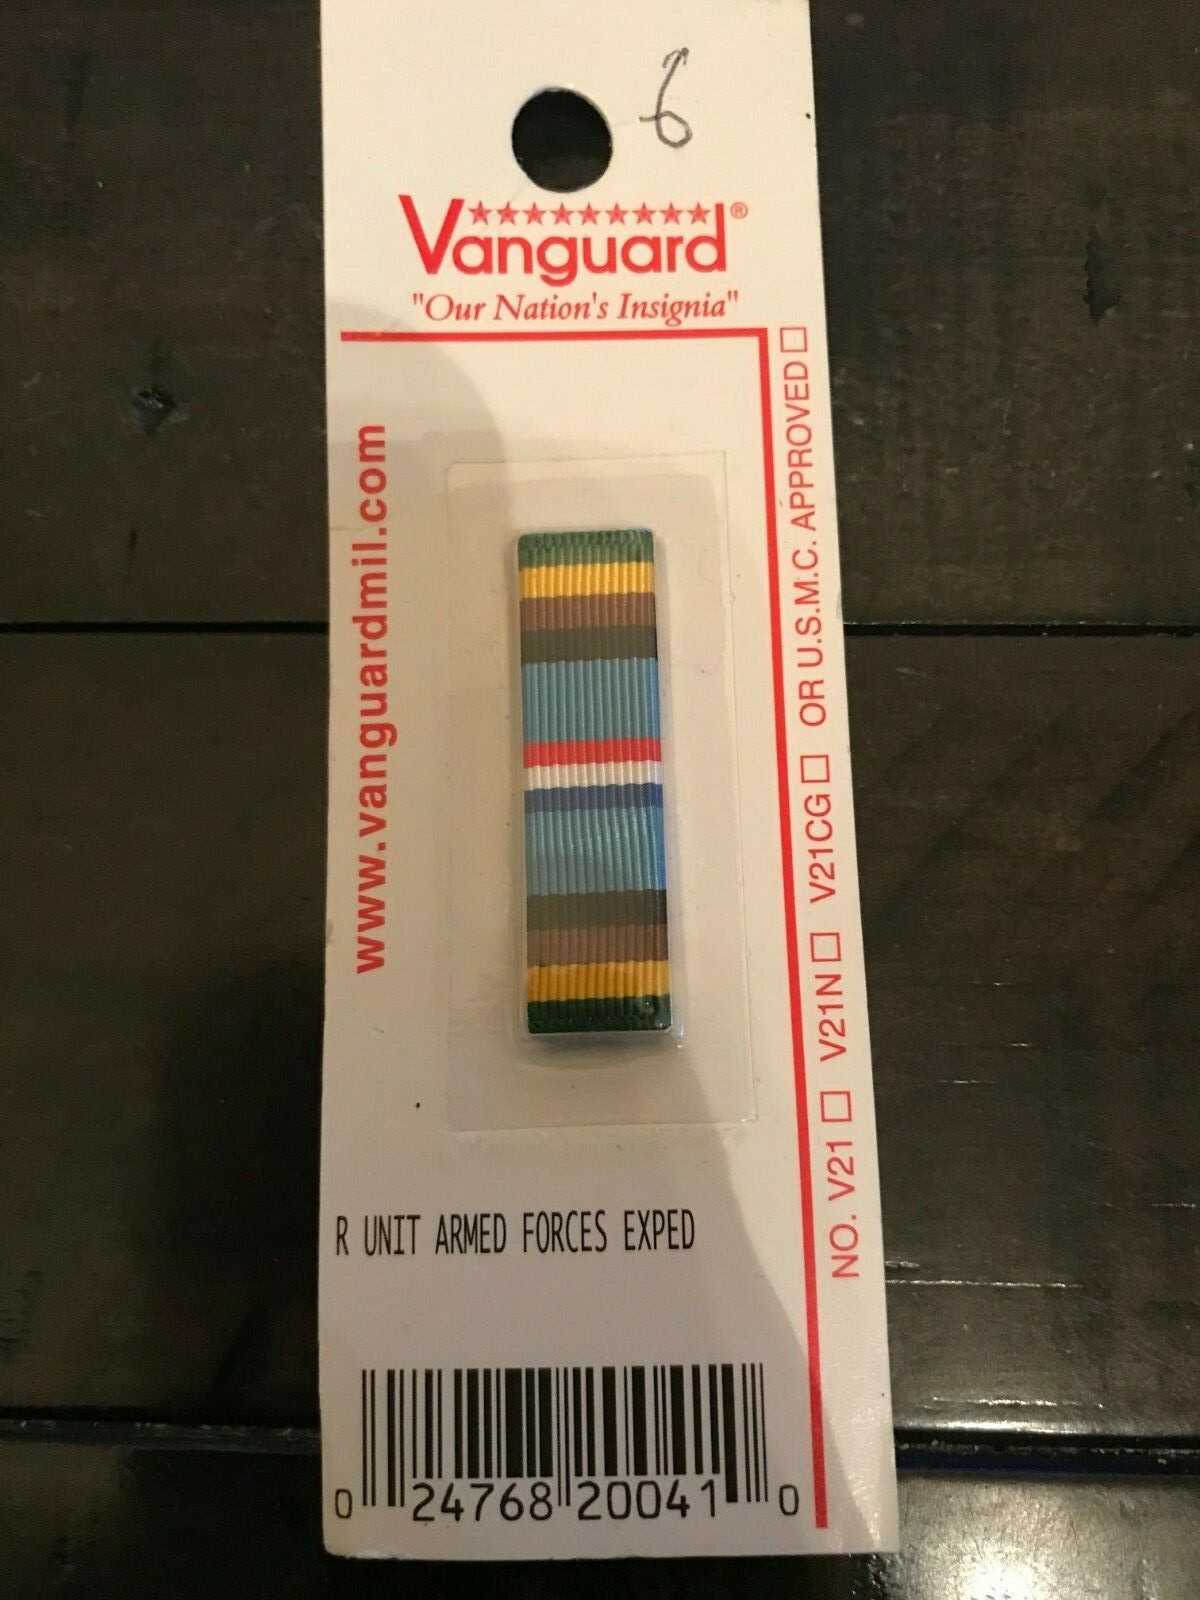 6
Vanguard®
"Our Nation's Insignia"
www.vanguardmil.com
NO. V21 □ V21N □ V21CG □ OR U.S.M.C. APPROVED □
R UNIT ARMED FORCES EXPED
0 24768 20041 0